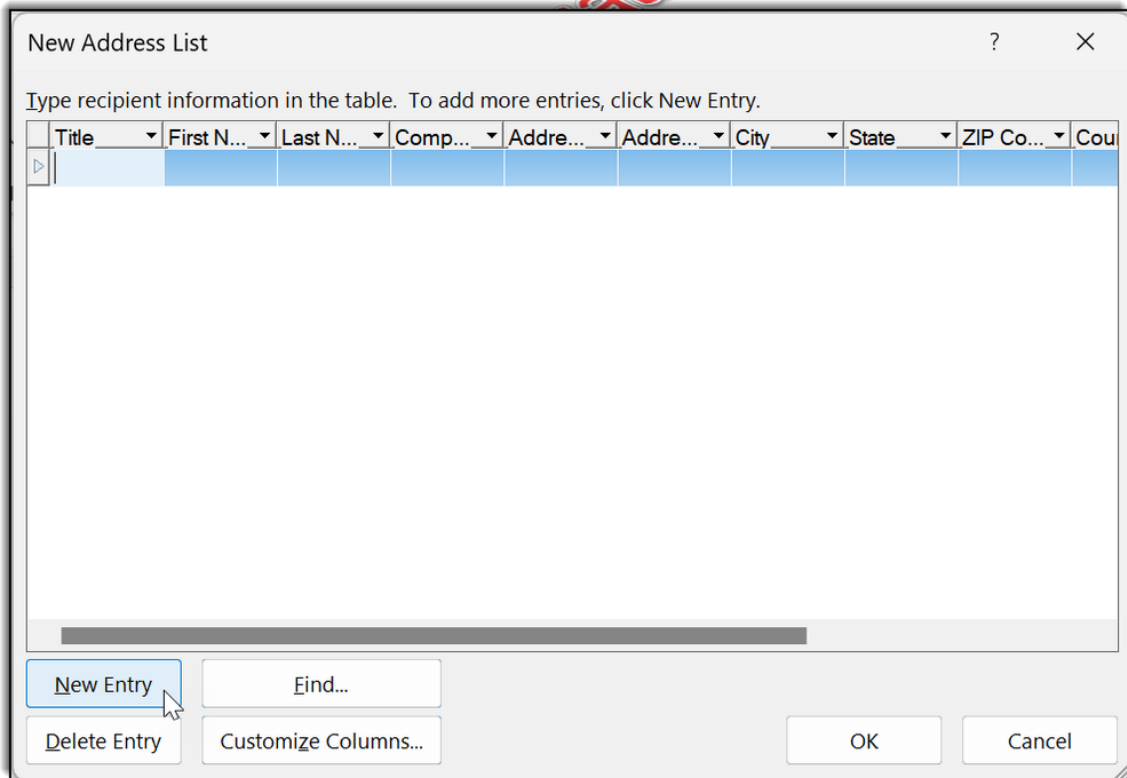 New Address List
Type recipient information in the table. To add more entries, click New Entry.
Title First N... Last N... Comp... Addre... Addre... City State ZIP Co... Cou
New Entry Find...
Delete Entry Customize Columns... OK Cancel